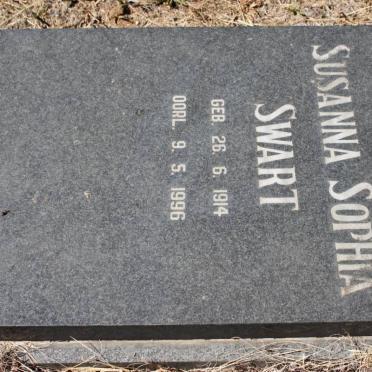 SUSANNA SOPHIA
SWART
GEB. 26. 6. 1914
OORL. 9. 5. 1996